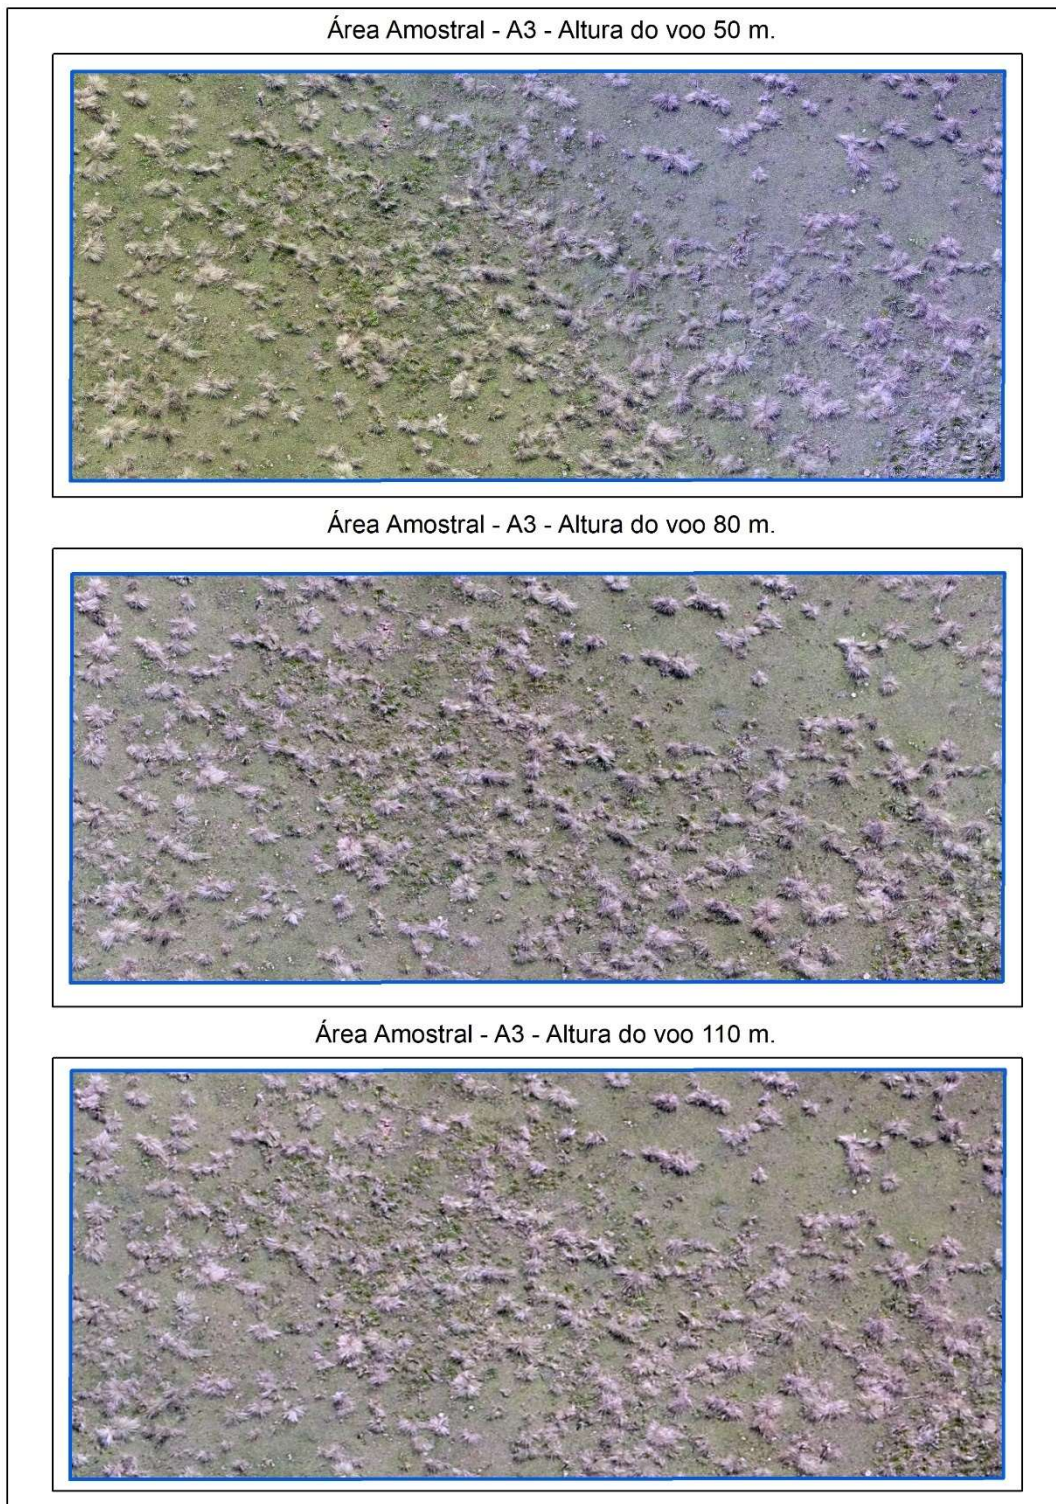 Área Amostral - A3 - Altura do voo 50 m.
Área Amostral - A3 - Altura do voo 80 m.
Área Amostral - A3 - Altura do voo 110 m.